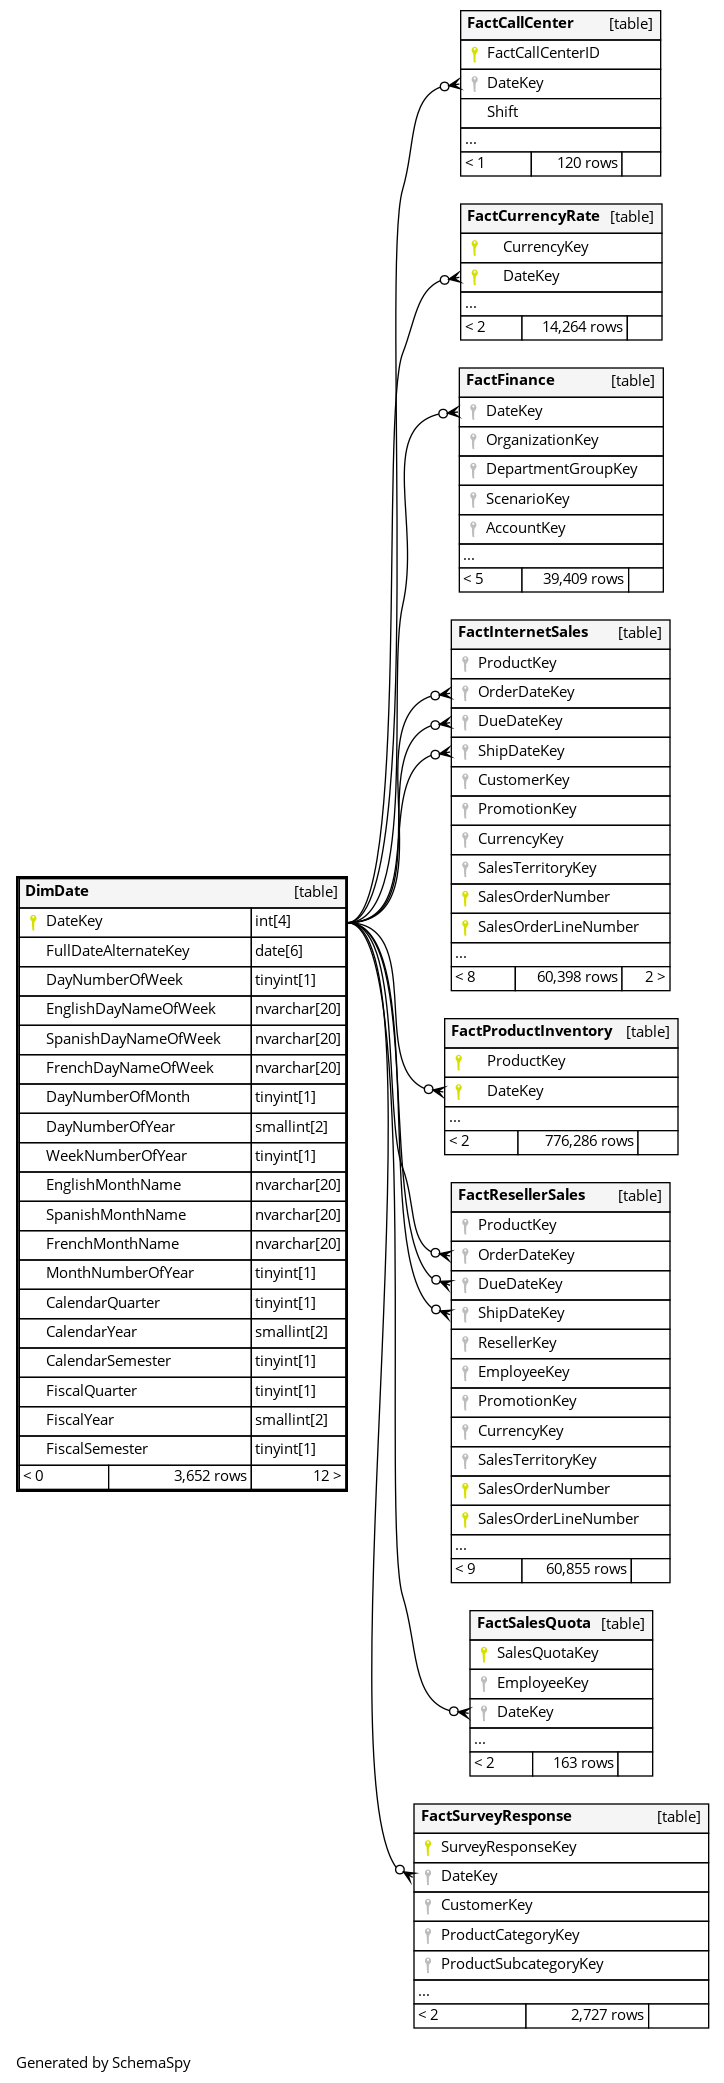 FactCallCenter [table]
FactCallCenterID
DateKey
Shift
...
< 1 120 rows
FactCurrencyRate [table]
CurrencyKey
DateKey
...
< 2 14,264 rows
FactFinance [table]
DateKey
OrganizationKey
DepartmentGroupKey
ScenarioKey
AccountKey
...
< 5 39,409 rows
FactInternetSales [table]
ProductKey
OrderDateKey
DueDateKey
ShipDateKey
CustomerKey
PromotionKey
CurrencyKey
SalesTerritoryKey
SalesOrderNumber
SalesOrderLineNumber
...
< 8 60,398 rows 2 >
DimDate [table]
DateKey int[4]
FullDateAlternateKey date[6]
DayNumberOfWeek tinyint[1]
EnglishDayNameOfWeek nvarchar[20]
SpanishDayNameOfWeek nvarchar[20]
FrenchDayNameOfWeek nvarchar[20]
DayNumberOfMonth tinyint[1]
DayNumberOfYear smallint[2]
WeekNumberOfYear tinyint[1]
EnglishMonthName nvarchar[20]
SpanishMonthName nvarchar[20]
FrenchMonthName nvarchar[20]
MonthNumberOfYear tinyint[1]
CalendarQuarter tinyint[1]
CalendarYear smallint[2]
CalendarSemester tinyint[1]
FiscalQuarter tinyint[1]
FiscalYear smallint[2]
FiscalSemester tinyint[1]
< 0 3,652 rows 12 >
FactProductInventory [table]
ProductKey
DateKey
...
< 2 776,286 rows
FactResellerSales [table]
ProductKey
OrderDateKey
DueDateKey
ShipDateKey
ResellerKey
EmployeeKey
PromotionKey
CurrencyKey
SalesTerritoryKey
SalesOrderNumber
SalesOrderLineNumber
...
< 9 60,855 rows
FactSalesQuota [table]
SalesQuotaKey
EmployeeKey
DateKey
...
< 2 163 rows
FactSurveyResponse [table]
SurveyResponseKey
DateKey
CustomerKey
ProductCategoryKey
ProductSubcategoryKey
...
< 2 2,727 rows
Generated by SchemaSpy